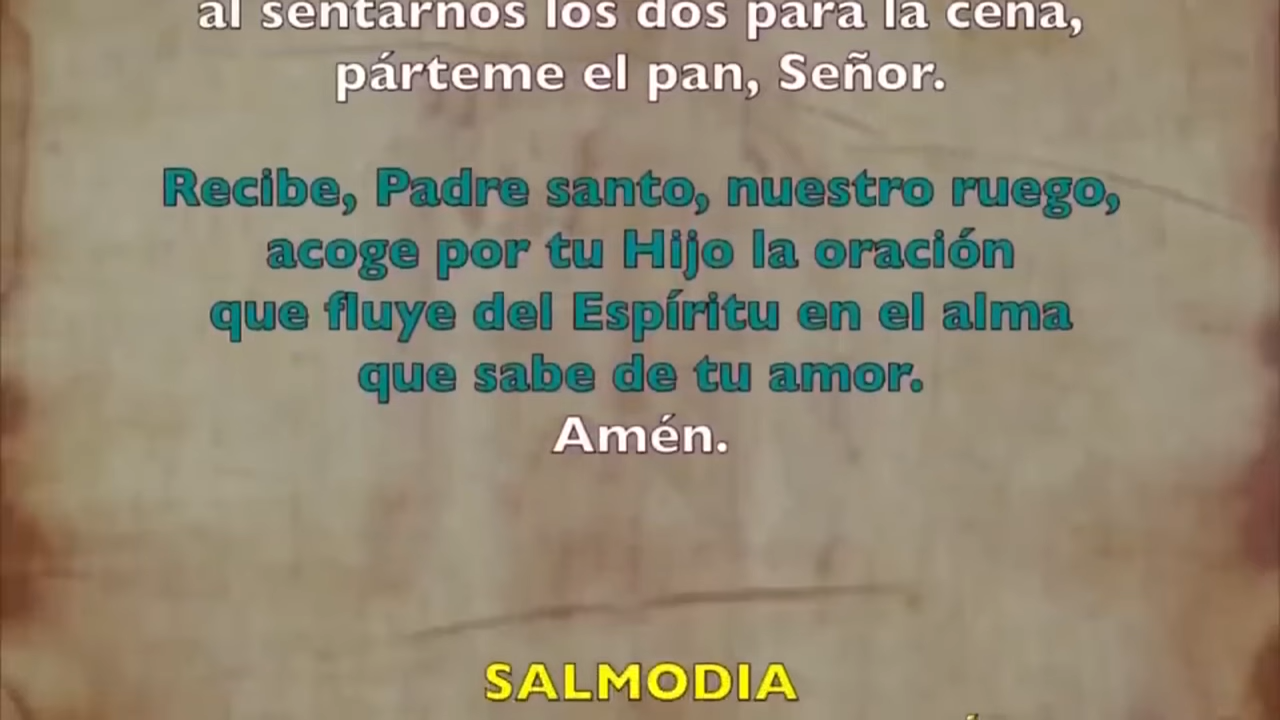 al sentarnos los dos para la cena,
párteme el pan, Señor.
Recibe, Padre santo, nuestro ruego,
acoge por tu Hijo la oración
que fluye del Espíritu en el alma
que sabe de tu amor.
Amén.
SALMODIA